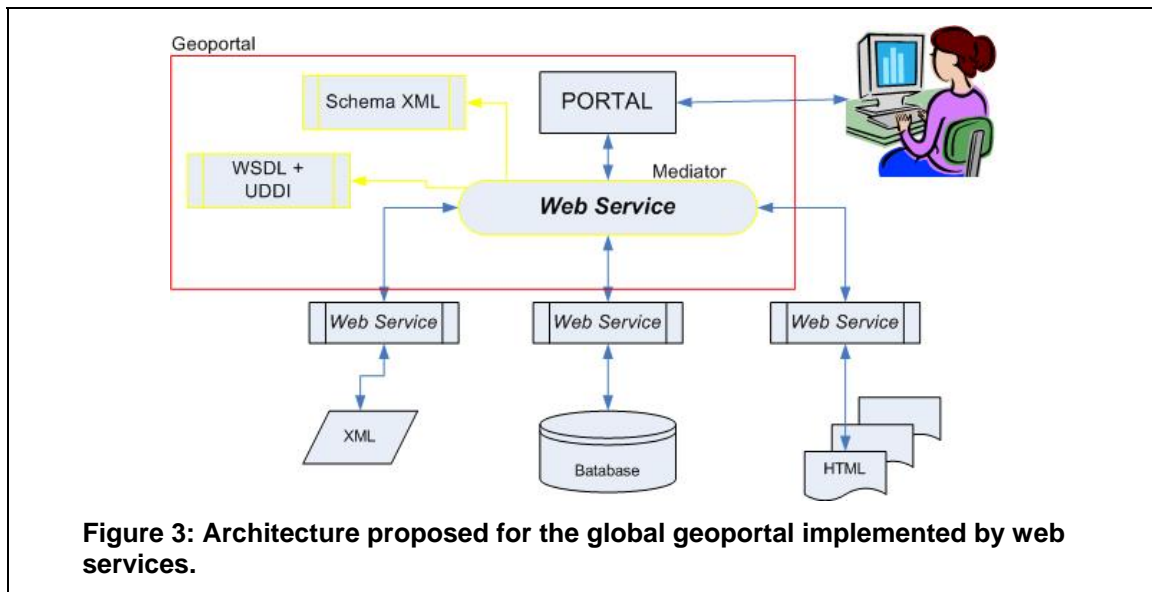 Geoportal
Schema XML
PORTAL
WSDL +
UDDI
Mediator
Web Service
Web Service
Web Service
Web Service
XML
Batabase
HTML
Figure 3: Architecture proposed for the global geoportal implemented by web
services.